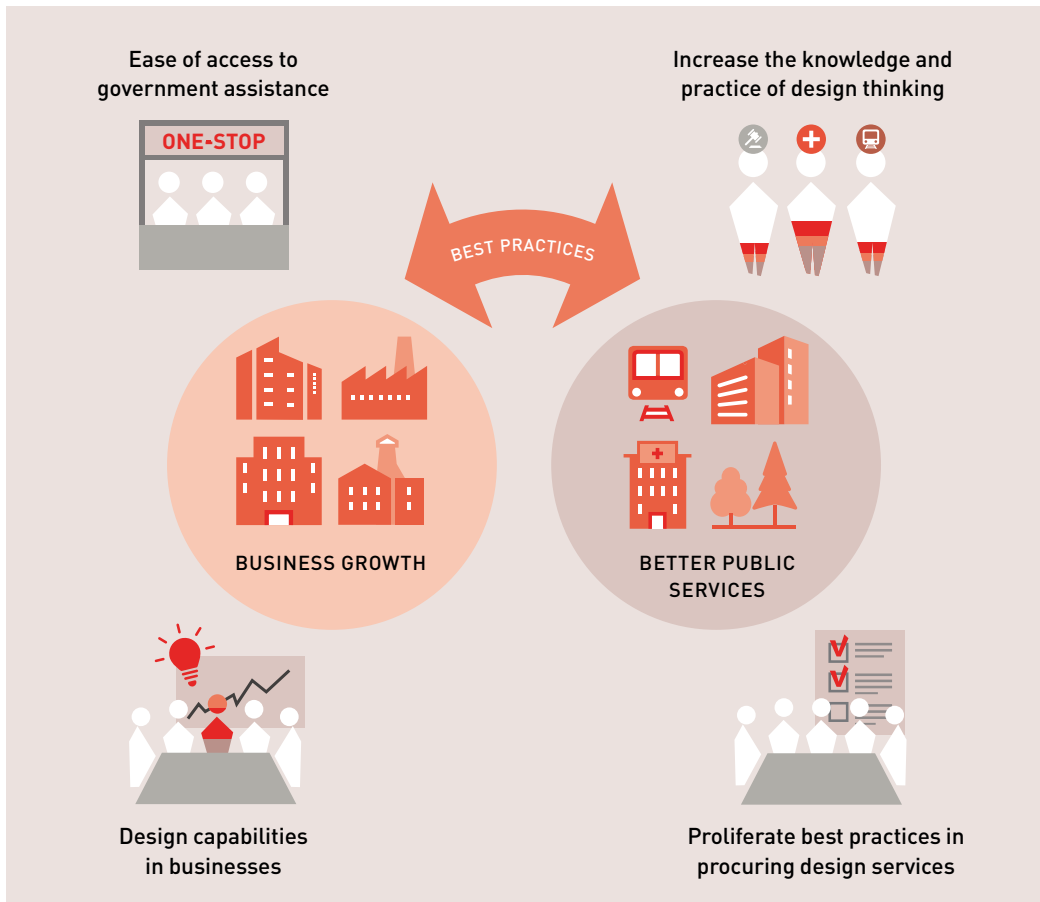 Ease of access to
government assistance
ONE-STOP
Increase the knowledge and
practice of design thinking
BEST PRACTICES
BUSINESS GROWTH
BETTER PUBLIC
SERVICES
Design capabilities
in businesses
Proliferate best practices in
procuring design services